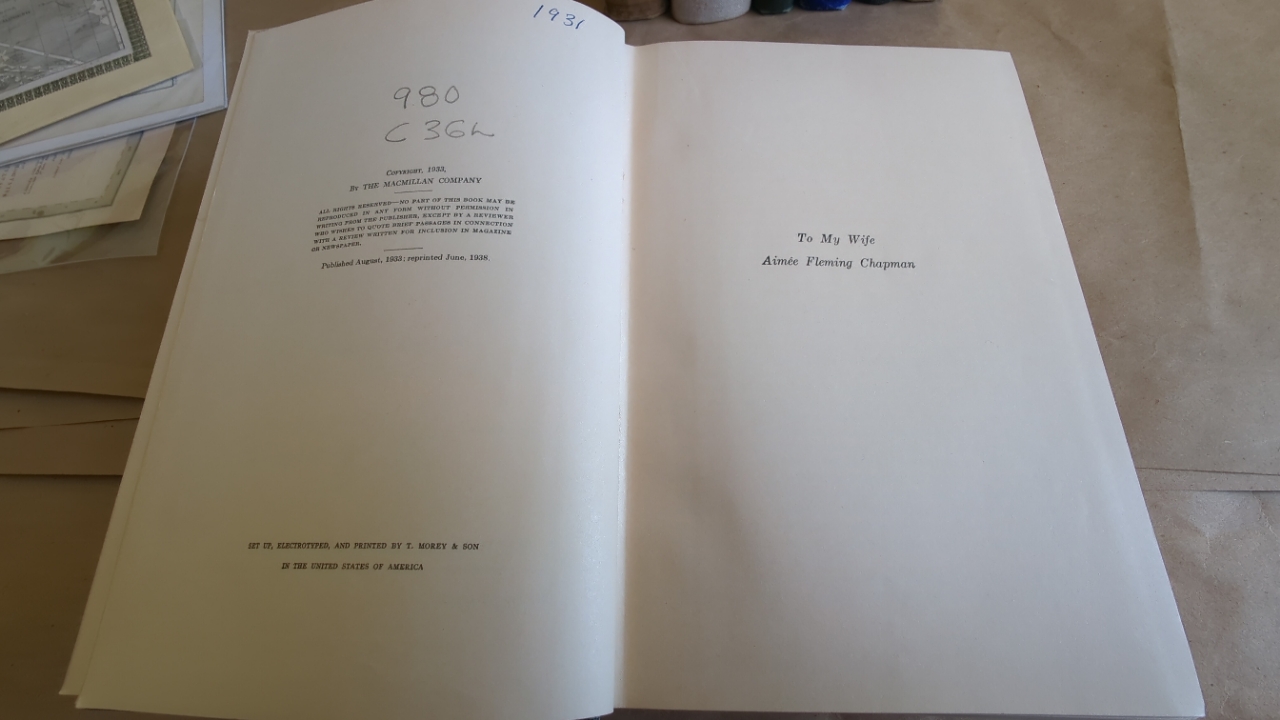 1931
980
C 36h
COPYRIGHT, 1933,
BY THE MACMILLAN COMPANY
ALL RIGHTS RESERVED—NO PART OF THIS BOOK MAY BE
REPRODUCED IN ANY FORM WITHOUT PERMISSION IN
WRITING FROM THE PUBLISHER, EXCEPT BY A REVIEWER
WHO WISHES TO QUOTE BRIEF PASSAGES IN CONNECTION
WITH A REVIEW WRITTEN FOR INCLUSION IN MAGAZINE
OR NEWSPAPER.
Published August, 1933; reprinted June, 1938.
SET UP, ELECTROTYPED, AND PRINTED BY T. MOREY & SON
IN THE UNITED STATES OF AMERICA
To My Wife
Aimée Fleming Chapman